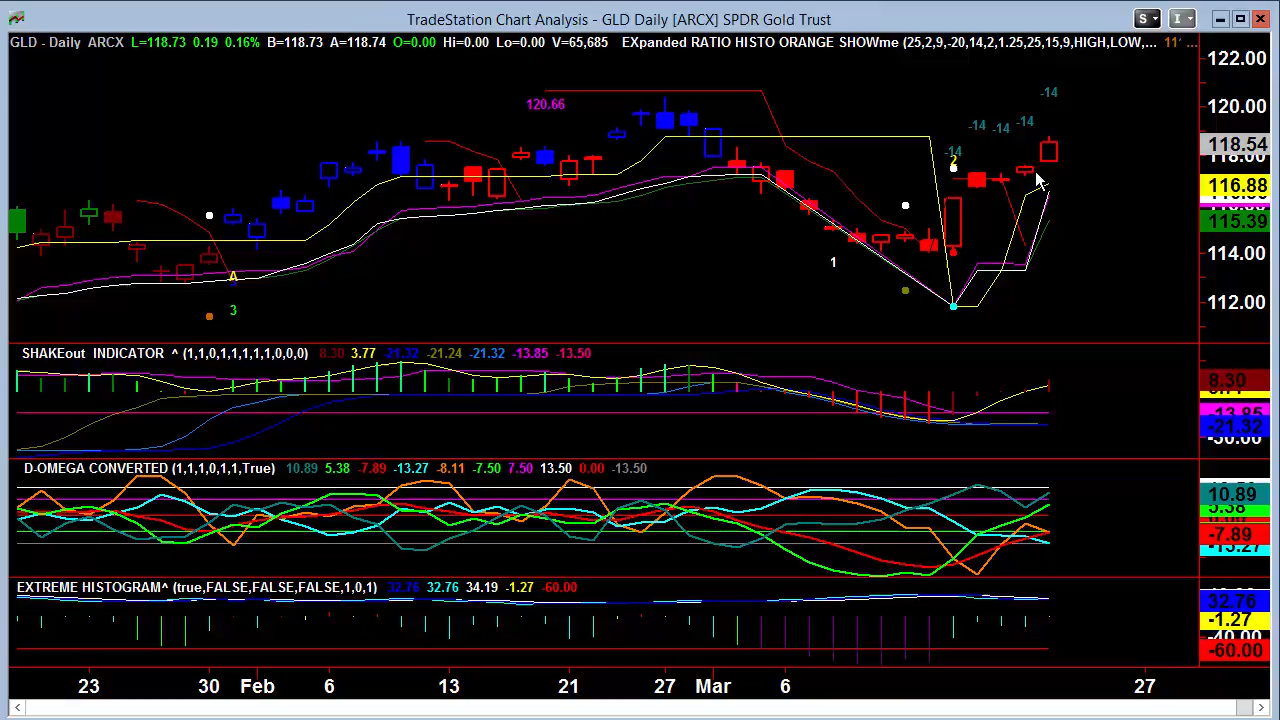 TradeStation Chart Analysis - GLD Daily [ARCX] SPDR Gold Trust
S I
GLD - Daily ARCX L=118.73 0.19 0.16% B=118.73 A=118.74 O=0.00 Hi=0.00 Lo=0.00 V=65,685 EXpanded RATIO HISTO ORANGE SHOWme (25,2,9,-20,14,2,1.25,25,15,9,HIGH,LOW,... 11' ...
122.00
-14
120.66
120.00
-14 -14 -14
118.54
118.00
-14
2
116.88
115.39
114.00
1
A
3
112.00
SHAKEout INDICATOR ^ (1,1,0,1,1,1,1,1,0,0,0) 8.30 3.77 -21.32 -21.24 -21.32 -13.85 -13.50
8.30
-13.85
-21.32
D-OMEGA CONVERTED (1,1,1,0,1,1,True) 10.89 5.38 -7.89 -13.27 -8.11 -7.50 7.50 13.50 0.00 -13.50
10.89
5.38
-7.89
-13.27
EXTREME HISTOGRAM^ (true,FALSE,FALSE,FALSE,1,0,1) 32.76 32.76 34.19 -1.27 -60.00
32.76
-1.27
-40.00
-60.00
23 30 Feb 6 13 21 27 Mar 6 27